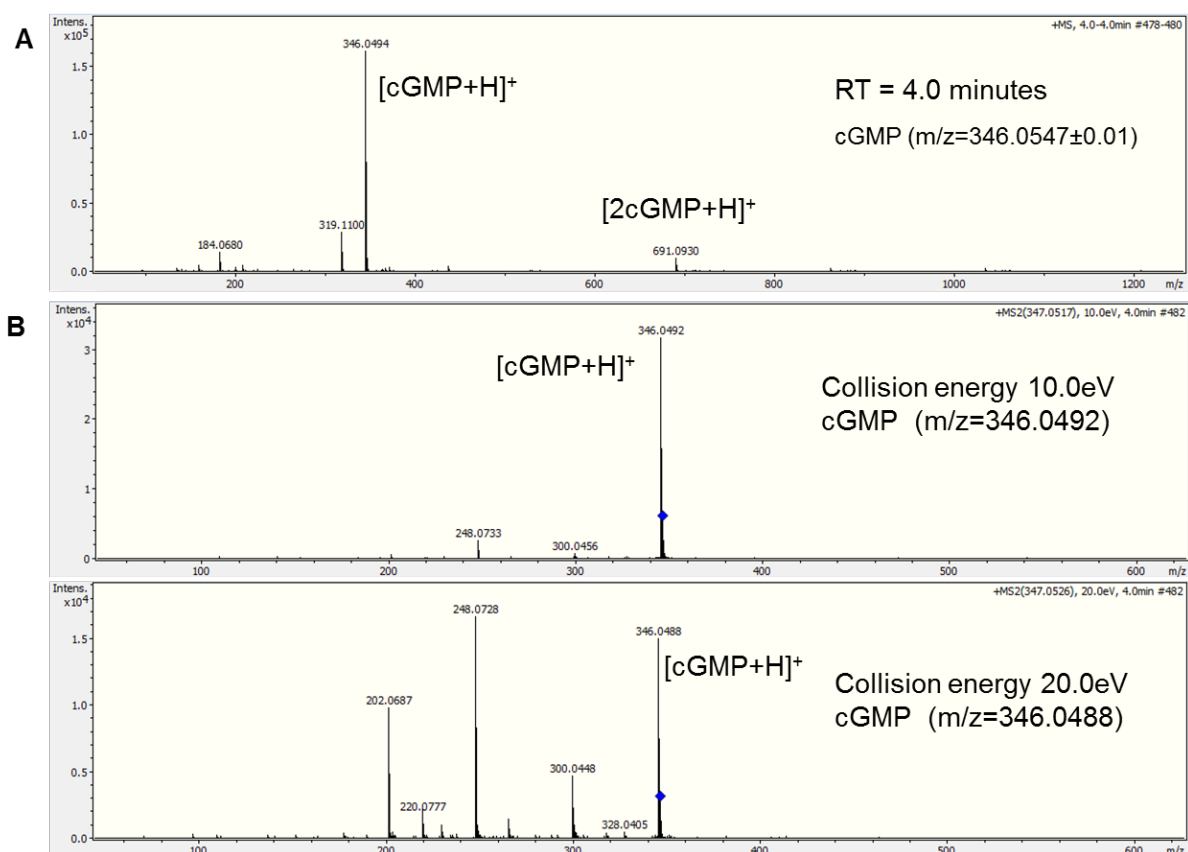 A
Intens.
x10⁵
+MS, 4.0-4.0min #478-480
346.0494
1.5
[cGMP+H]⁺
RT = 4.0 minutes
cGMP (m/z=346.0547±0.01)
1.0
0.5
[2cGMP+H]⁺
319.1100
184.0680
691.0930
0.0
200 400 600 800 1000 1200 m/z
B
Intens.
x10⁴
+MS2(347.0517), 10.0eV, 4.0min #482
346.0492
3
[cGMP+H]⁺
Collision energy 10.0eV
cGMP (m/z=346.0492)
2
1
248.0733
300.0456
0
100 200 300 400 500 600 m/z
Intens.
x10⁴
+MS2(347.0526), 20.0eV, 4.0min #482
248.0728
346.0488
1.5
[cGMP+H]⁺
Collision energy 20.0eV
cGMP (m/z=346.0488)
202.0687
1.0
300.0448
0.5
220.0777
328.0405
0.0
100 200 300 400 500 600 m/z